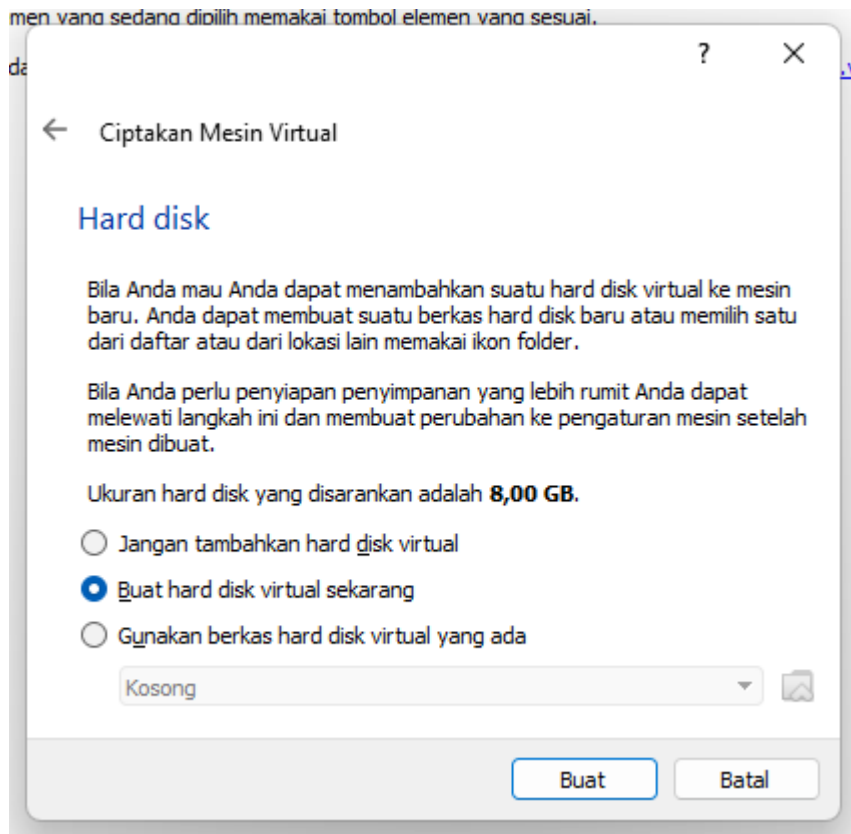 men yang sedang dipilih memakai tombol elemen yang sesuai.
da
?
Ciptakan Mesin Virtual
Hard disk
Bila Anda mau Anda dapat menambahkan suatu hard disk virtual ke mesin
baru. Anda dapat membuat suatu berkas hard disk baru atau memilih satu
dari daftar atau dari lokasi lain memakai ikon folder.
Bila Anda perlu penyiapan penyimpanan yang lebih rumit Anda dapat
melewati langkah ini dan membuat perubahan ke pengaturan mesin setelah
mesin dibuat.
Ukuran hard disk yang disarankan adalah 8,00 GB.
Jangan tambahkan hard disk virtual
Buat hard disk virtual sekarang
Gunakan berkas hard disk virtual yang ada
Kosong
Buat
Batal